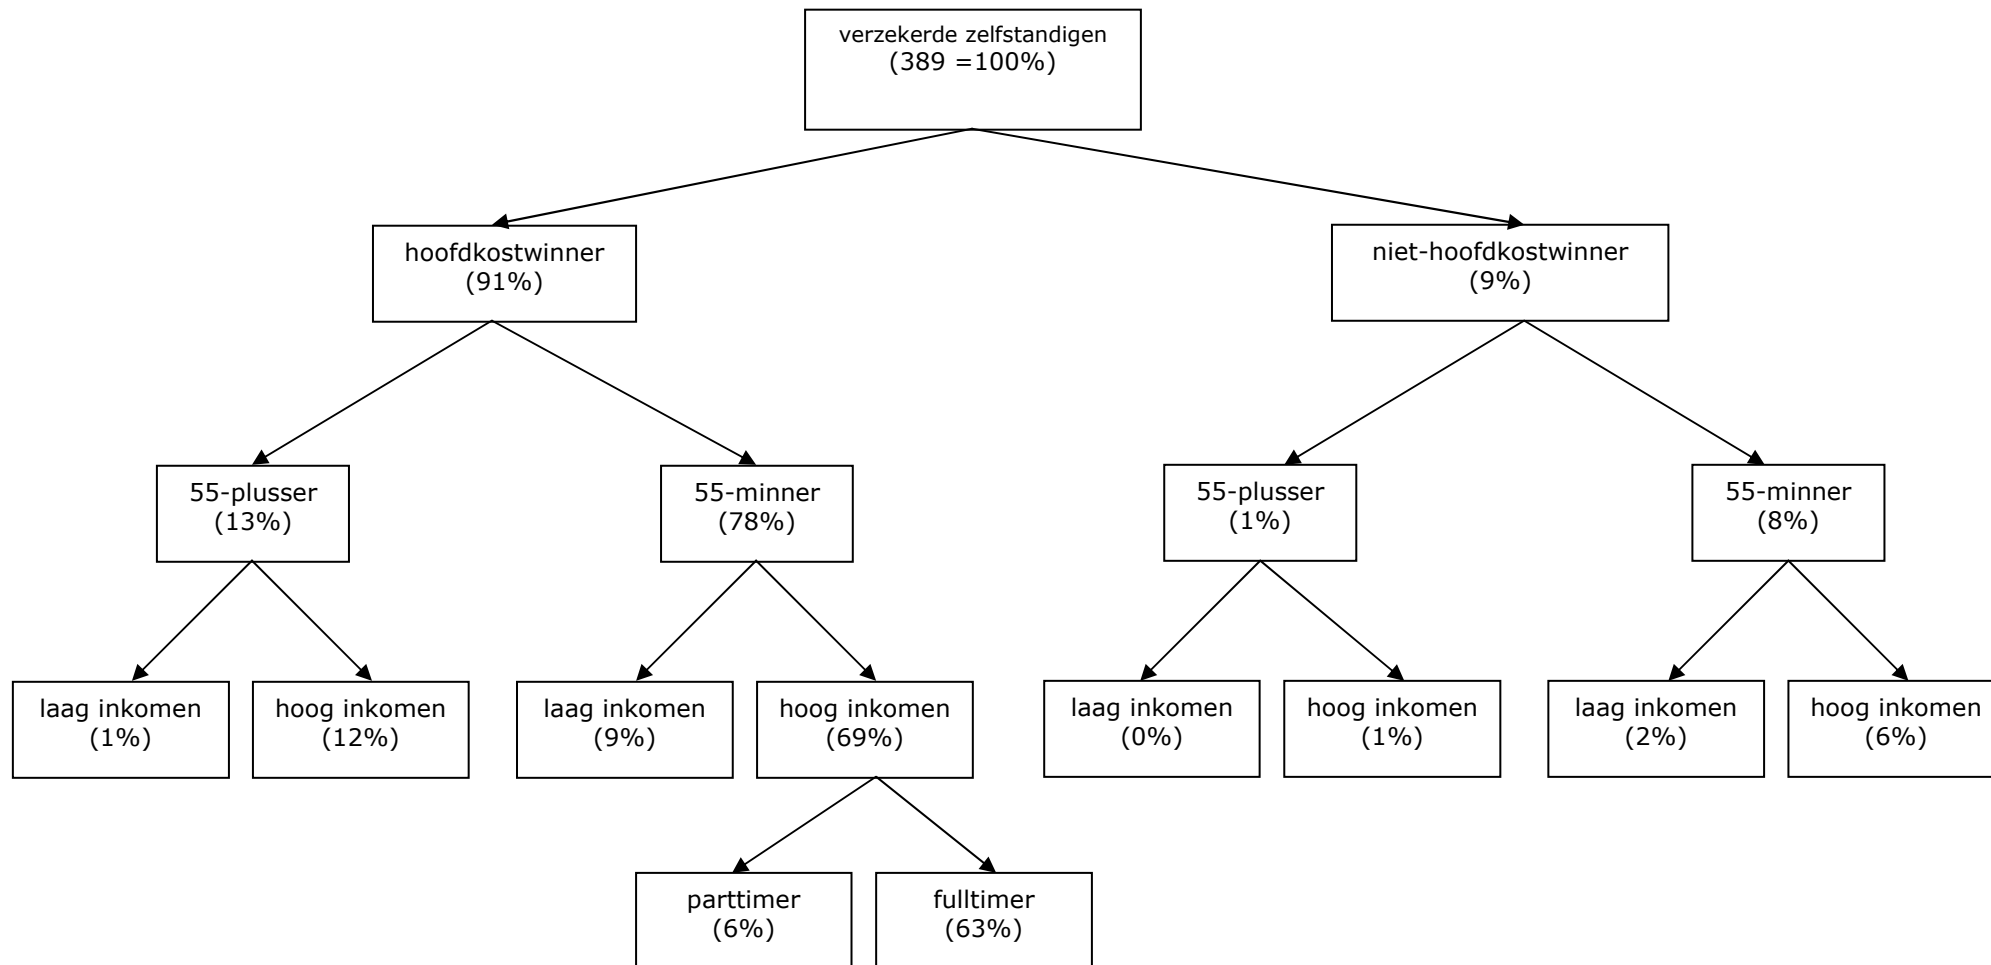 verzekerde zelfstandigen
(389 =100%)
hoofdkostwinner
(91%)
niet-hoofdkostwinner
(9%)
55-plusser
(13%)
55-minner
(78%)
55-plusser
(1%)
55-minner
(8%)
laag inkomen
(1%)
hoog inkomen
(12%)
laag inkomen
(9%)
hoog inkomen
(69%)
laag inkomen
(0%)
hoog inkomen
(1%)
laag inkomen
(2%)
hoog inkomen
(6%)
parttimer
(6%)
fulltimer
(63%)